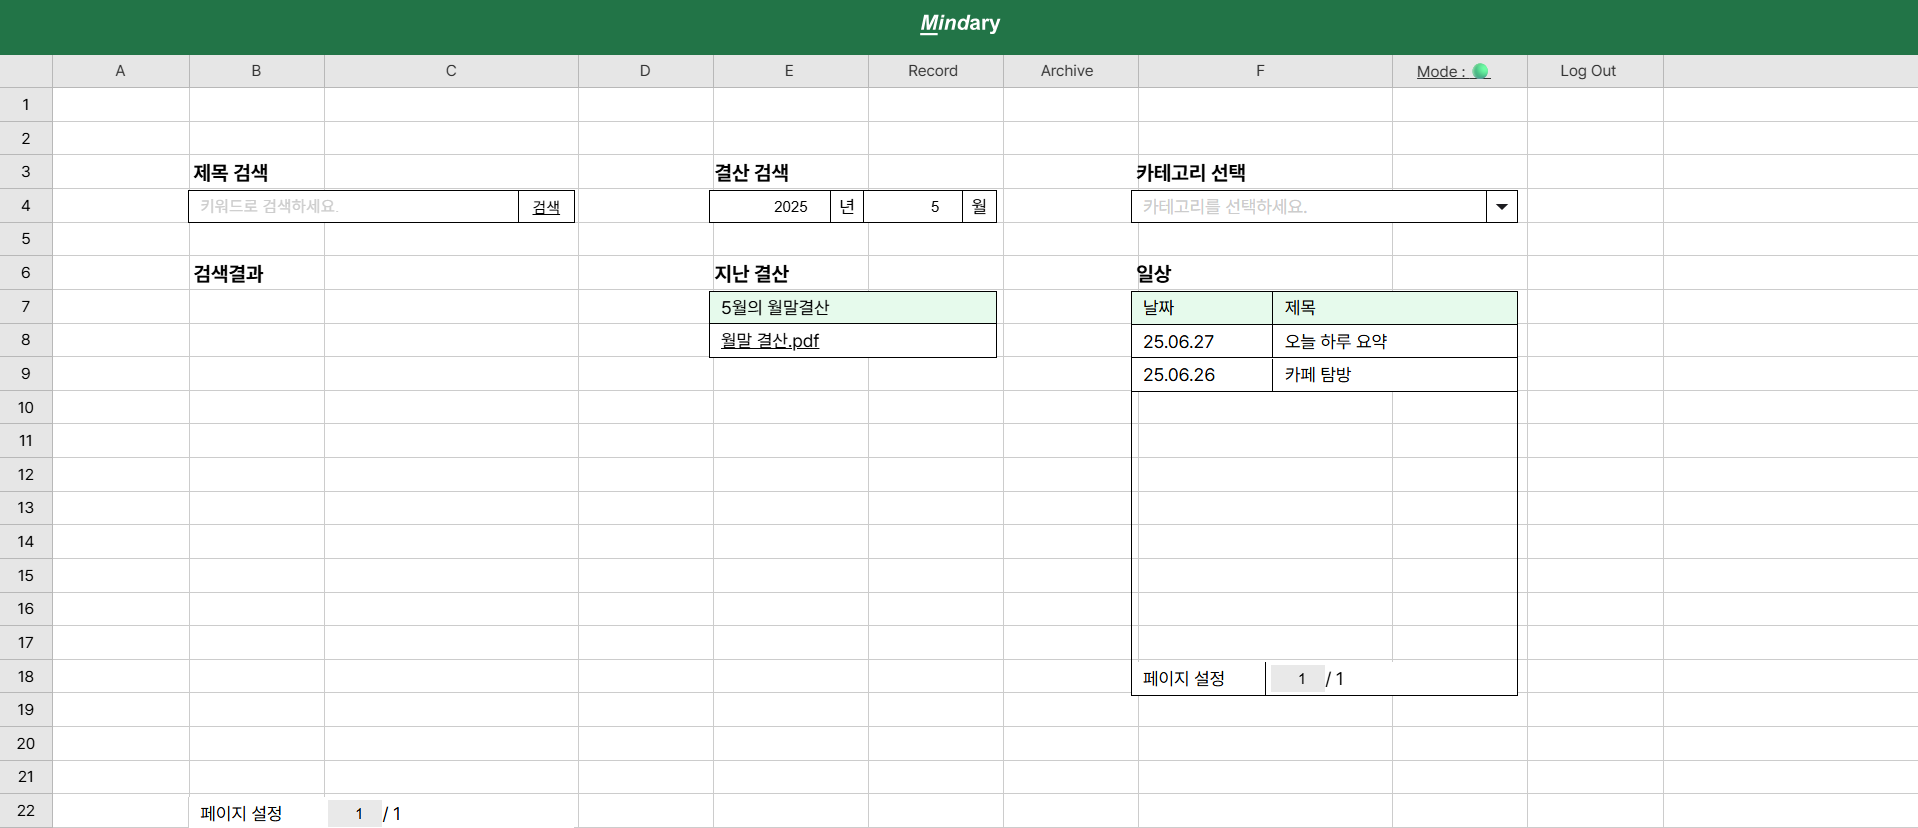 Mindary
A B C D E Record Archive F Mode : Log Out
1
2
3 제목 검색 결산 검색 카테고리 선택
4 키워드로 검색하세요. 검색 2025 년 5 월 카테고리를 선택하세요.
5
6 검색결과 지난 결산 일상
7 5월의 월말결산 날짜 제목
8 월말 결산.pdf 25.06.27 오늘 하루 요약
9 25.06.26 카페 탐방
10
11
12
13
14
15
16
17
18 페이지 설정 1 / 1
19
20
21
22 페이지 설정 1 / 1